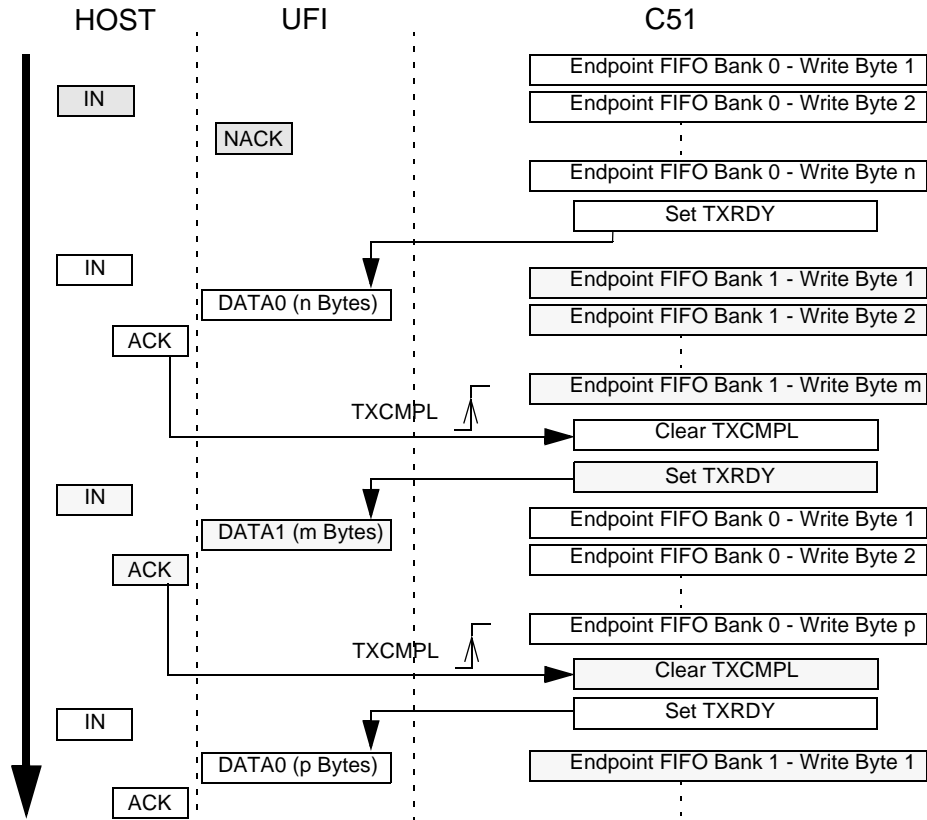 HOST UFI C51
Endpoint FIFO Bank 0 - Write Byte 1
IN
Endpoint FIFO Bank 0 - Write Byte 2
NACK
Endpoint FIFO Bank 0 - Write Byte n
Set TXRDY
IN
Endpoint FIFO Bank 1 - Write Byte 1
DATA0 (n Bytes)
Endpoint FIFO Bank 1 - Write Byte 2
ACK
Endpoint FIFO Bank 1 - Write Byte m
TXCMPL
Clear TXCMPL
Set TXRDY
IN
Endpoint FIFO Bank 0 - Write Byte 1
DATA1 (m Bytes)
Endpoint FIFO Bank 0 - Write Byte 2
ACK
Endpoint FIFO Bank 0 - Write Byte p
TXCMPL
Clear TXCMPL
Set TXRDY
IN
DATA0 (p Bytes)
Endpoint FIFO Bank 1 - Write Byte 1
ACK